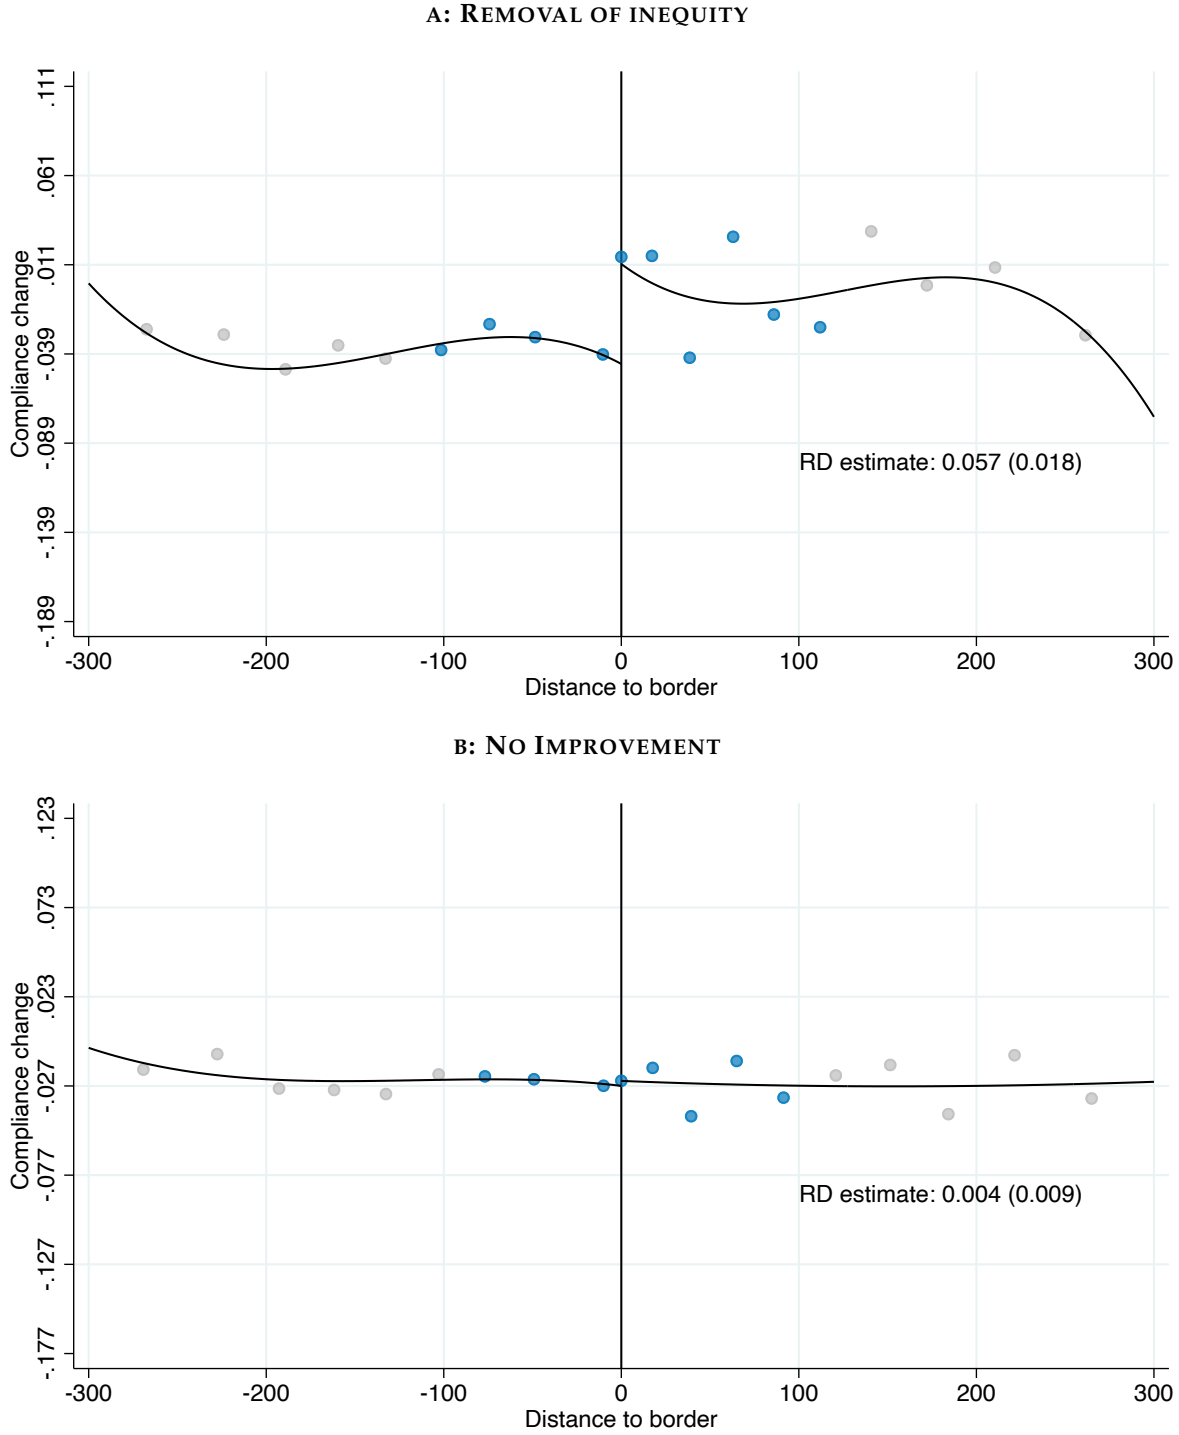 A: REMOVAL OF INEQUITY
.111
.061
.011
-.039
-.089
-.139
-.189
Compliance change
RD estimate: 0.057 (0.018)
-300 -200 -100 0 100 200 300
Distance to border
B: NO IMPROVEMENT
.123
.073
.023
-.027
-.077
-.127
-.177
Compliance change
RD estimate: 0.004 (0.009)
-300 -200 -100 0 100 200 300
Distance to border